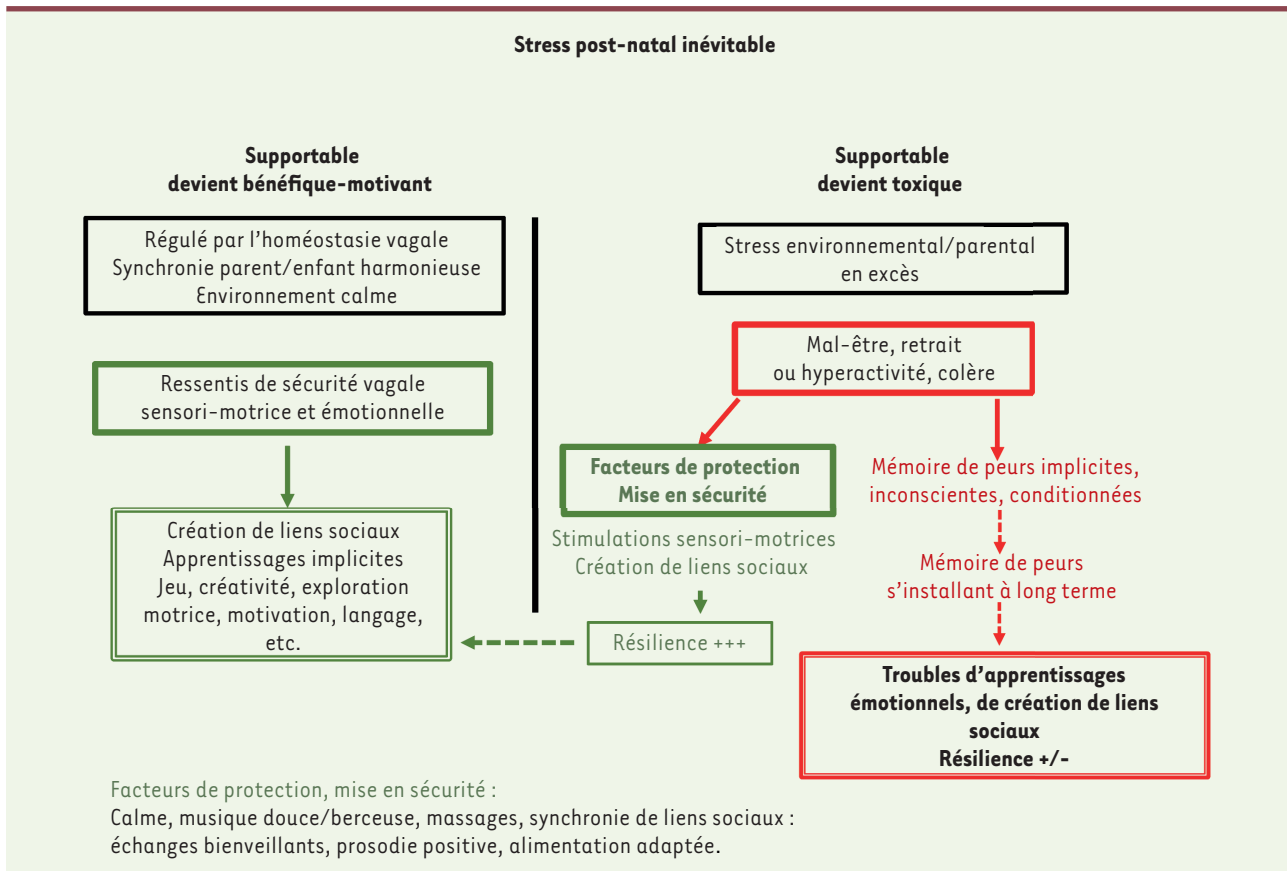 Stress post-natal inévitable
Supportable
devient bénéfique-motivant
Régulé par l'homéostasie vagale
Synchronie parent/enfant harmonieuse
Environnement calme
Ressentis de sécurité vagale
sensori-motrice et émotionnelle
Création de liens sociaux
Apprentissages implicites
Jeu, créativité, exploration
motrice, motivation, langage,
etc.
Supportable
devient toxique
Stress environnemental/parental
en excès
Mal-être, retrait
ou hyperactivité, colère
Facteurs de protection
Mise en sécurité
Stimulations sensori-motrices
Création de liens sociaux
Résilience +++
Mémoire de peurs implicites,
inconscientes, conditionnées
Mémoire de peurs
s'installant à long terme
Troubles d'apprentissages
émotionnels, de création de liens
sociaux
Résilience +/-
Facteurs de protection, mise en sécurité :
Calme, musique douce/berceuse, massages, synchronie de liens sociaux :
échanges bienveillants, prosodie positive, alimentation adaptée.